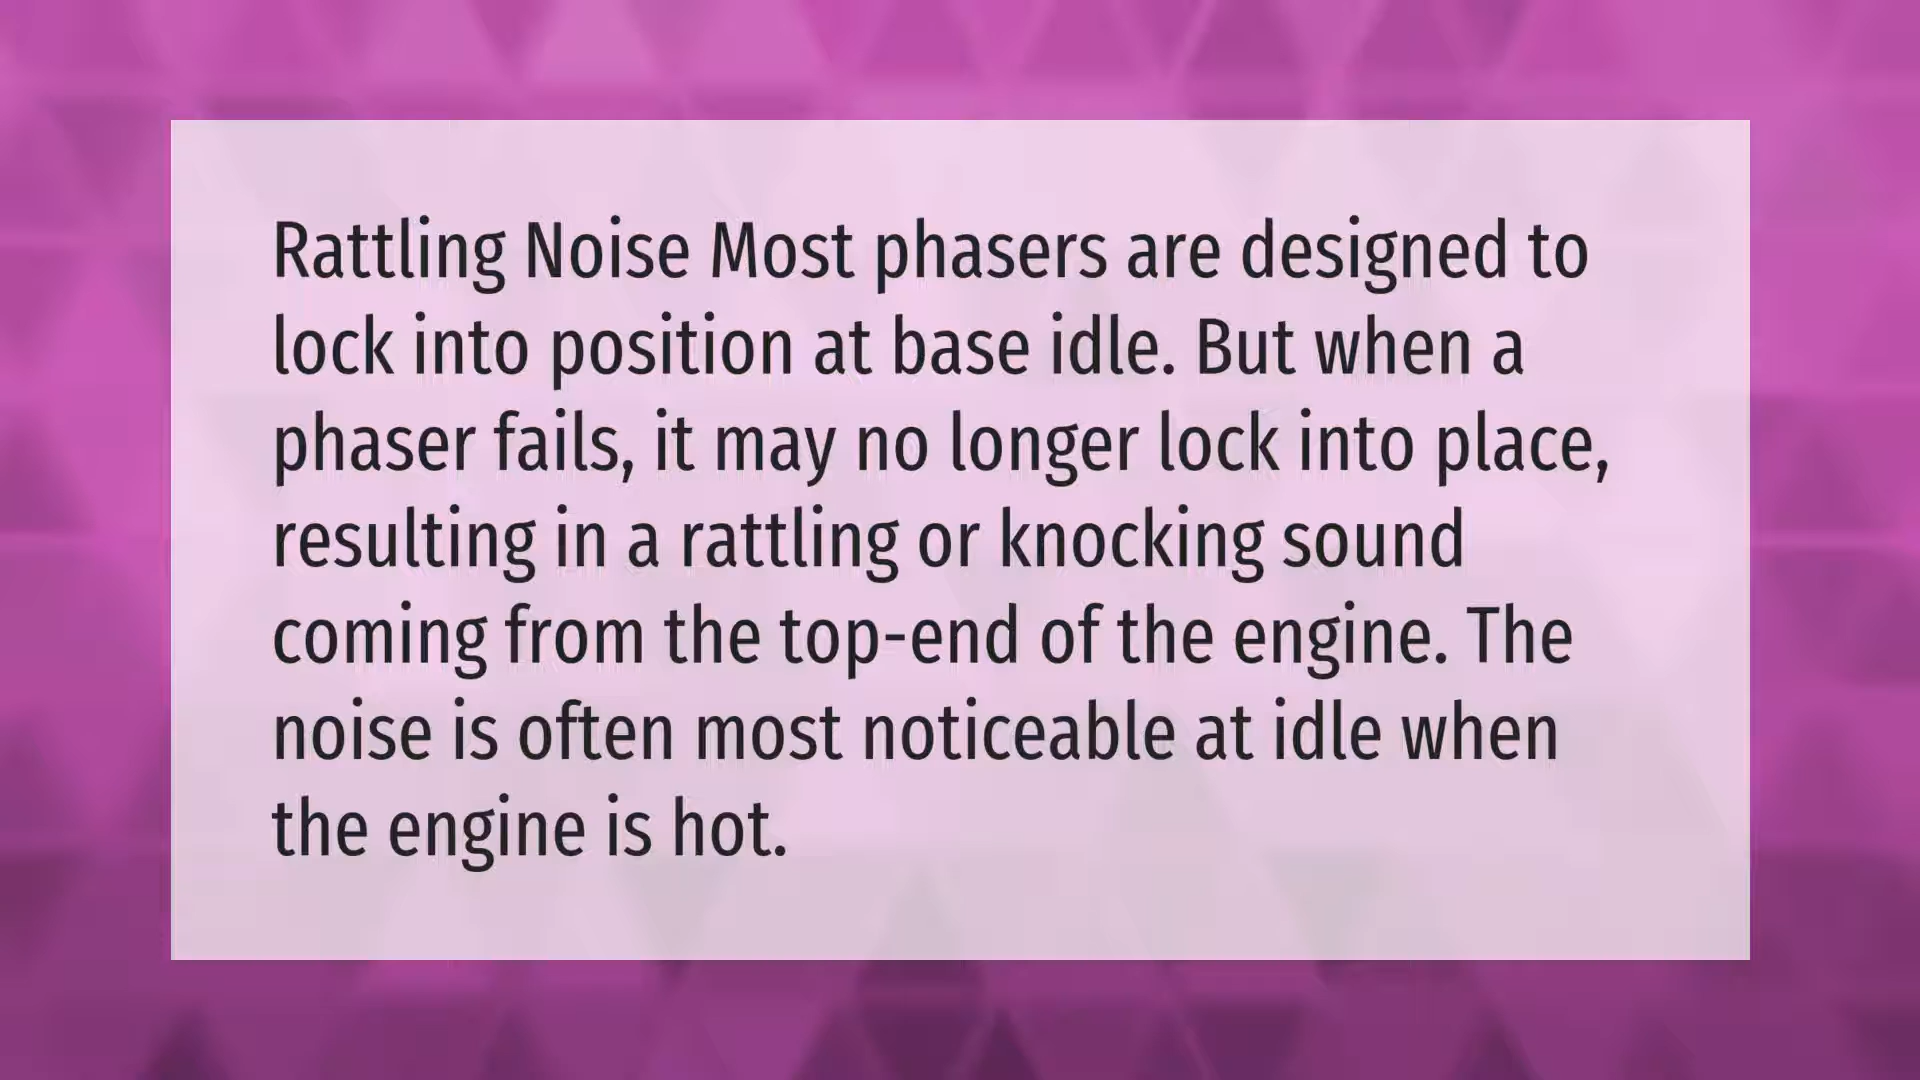 Rattling Noise Most phasers are designed to
lock into position at base idle. But when a
phaser fails, it may no longer lock into place,
resulting in a rattling or knocking sound
coming from the top-end of the engine. The
noise is often most noticeable at idle when
the engine is hot.